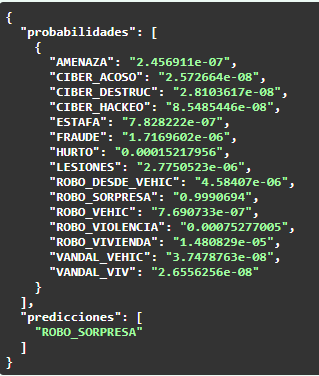 {
"probabilidades": [
{
"AMENAZA": "2.456911e-07",
"CIBER_ACOSO": "2.572664e-08",
"CIBER_DESTRUC": "2.8103617e-08",
"CIBER_HACKEO": "8.5485446e-08",
"ESTAFA": "7.828222e-07",
"FRAUDE": "1.7169602e-06",
"HURTO": "0.00015217956",
"LESIONES": "2.7750523e-06",
"ROBO_DESDE_VEHIC": "4.58407e-06",
"ROBO_SORPRESA": "0.9990694",
"ROBO_VEHIC": "7.690733e-07",
"ROBO_VIOLENCIA": "0.00075277005",
"ROBO_VIVIENDA": "1.480829e-05",
"VANDAL_VEHIC": "3.7478763e-08",
"VANDAL_VIV": "2.6556256e-08"
}
],
"predicciones": [
"ROBO_SORPRESA"
]
}